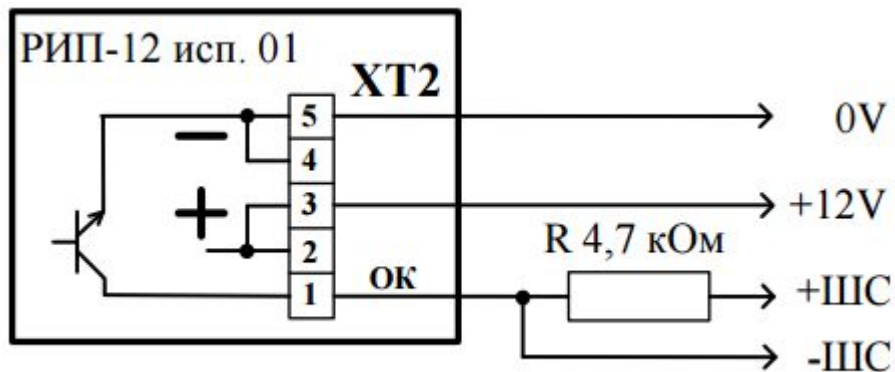 РИП-12 исп. 01
XT2
5
0V
−
4
+
3
+12V
2
R 4,7 кОм
1
ОК
+ШС
-ШС